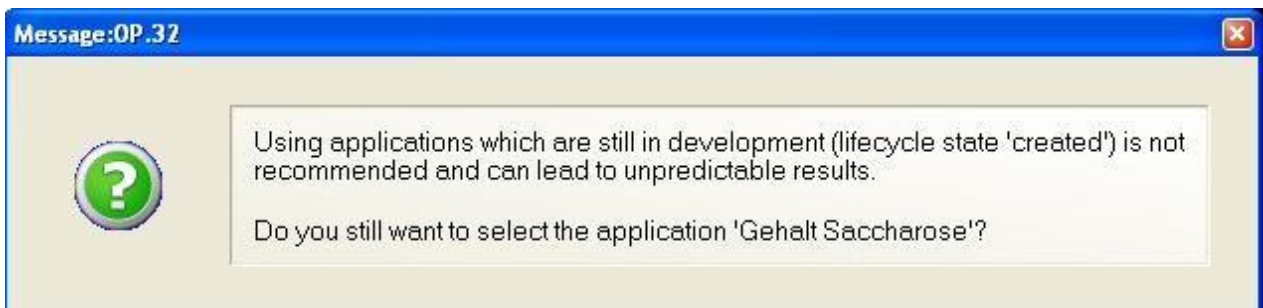 Message:OP.32
Using applications which are still in development (lifecycle state 'created') is not
recommended and can lead to unpredictable results.
Do you still want to select the application 'Gehalt Saccharose'?